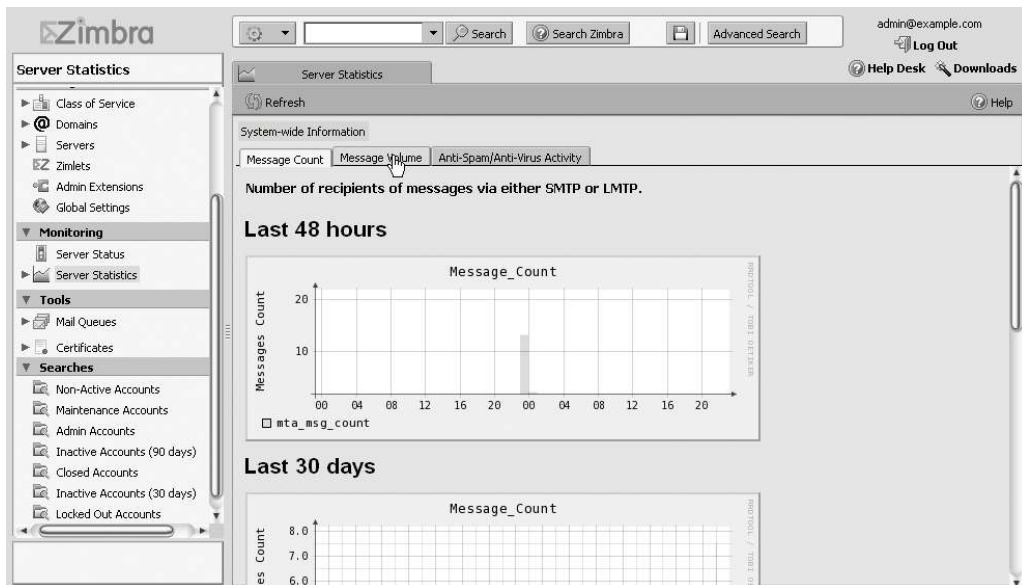 Zimbra
Search
Search Zimbra
Advanced Search
admin@example.com
Log Out
Server Statistics
Server Statistics
Help Desk
Downloads
Refresh
Help
Class of Service
Domains
Servers
Zimlets
Admin Extensions
Global Settings
Monitoring
Server Status
Server Statistics
Tools
Mail Queues
Certificates
Searches
Non-Active Accounts
Maintenance Accounts
Admin Accounts
Inactive Accounts (90 days)
Closed Accounts
Inactive Accounts (30 days)
Locked Out Accounts
System-wide Information
Message Count
Message Volume
Anti-Spam/Anti-Virus Activity
Number of recipients of messages via either SMTP or LMTP.
Last 48 hours
Message_Count
Messages Count
20
10
00 04 08 12 16 20 00 04 08 12 16 20
mta_msg_count
RRDTOOL / TOBI OETIKER
Last 30 days
Message_Count
Count
8.0
7.0
6.0
RRDTOOL /